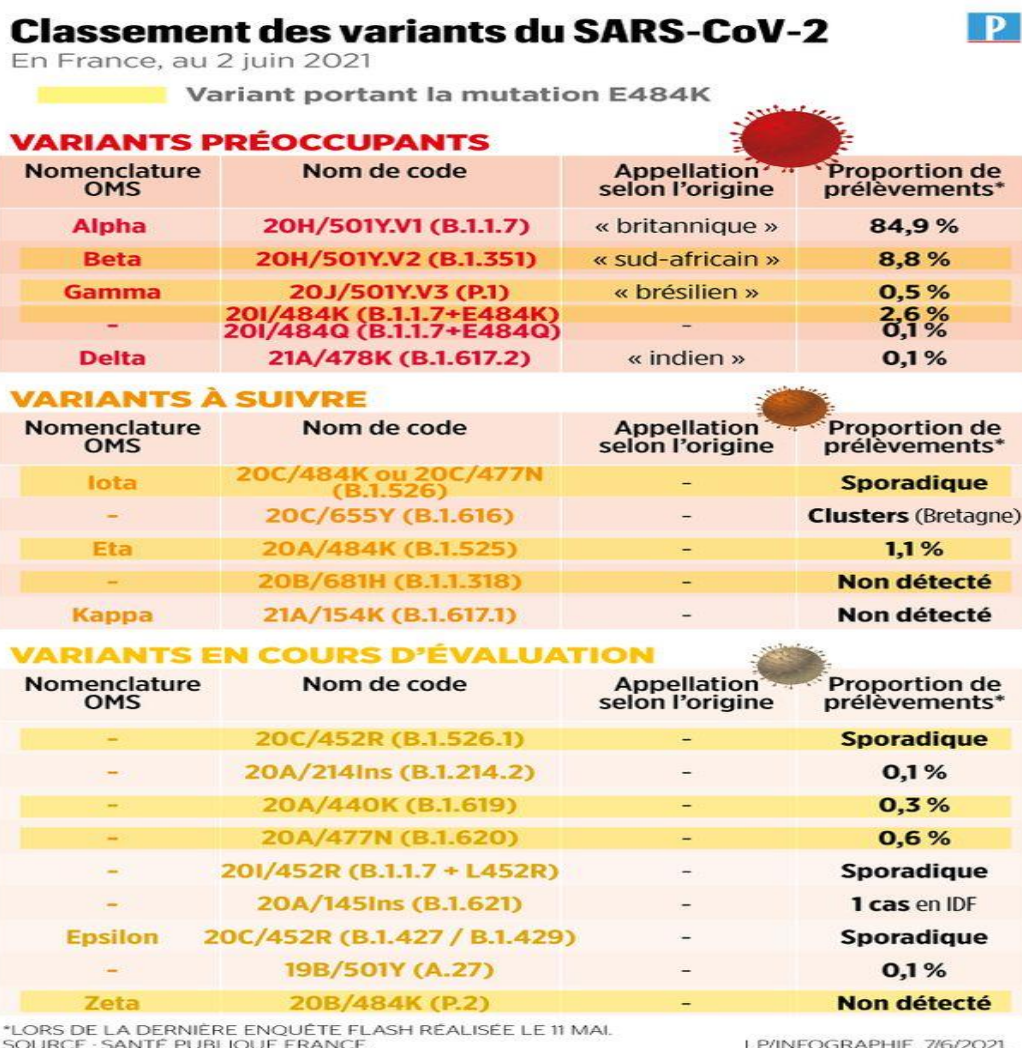 Classement des variants du SARS-CoV-2
P
En France, au 2 juin 2021
Variant portant la mutation E484K
VARIANTS PRÉOCCUPANTS
Nomenclature OMS Nom de code Appellation selon l'origine Proportion de prélèvements*
Alpha 20H/501Y.V1 (B.1.1.7) « britannique » 84,9 %
Beta 20H/501Y.V2 (B.1.351) « sud-africain » 8,8 %
Gamma 20J/501Y.V3 (P.1) « brésilien » 0,5 %
20I/484K (B.1.1.7+E484K) 2,6 %
- 20I/484Q (B.1.1.7+E484Q) - 0,1 %
Delta 21A/478K (B.1.617.2) « indien » 0,1 %
VARIANTS À SUIVRE
Nomenclature OMS Nom de code Appellation selon l'origine Proportion de prélèvements*
Iota 20C/484K ou 20C/477N (B.1.526) - Sporadique
- 20C/655Y (B.1.616) - Clusters (Bretagne)
Eta 20A/484K (B.1.525) - 1,1 %
- 20B/681H (B.1.1.318) - Non détecté
Kappa 21A/154K (B.1.617.1) - Non détecté
VARIANTS EN COURS D'ÉVALUATION
Nomenclature OMS Nom de code Appellation selon l'origine Proportion de prélèvements*
- 20C/452R (B.1.526.1) - Sporadique
- 20A/214Ins (B.1.214.2) - 0,1 %
- 20A/440K (B.1.619) - 0,3 %
- 20A/477N (B.1.620) - 0,6 %
- 20I/452R (B.1.1.7 + L452R) - Sporadique
- 20A/145Ins (B.1.621) - 1 cas en IDF
Epsilon 20C/452R (B.1.427 / B.1.429) - Sporadique
- 19B/501Y (A.27) - 0,1 %
Zeta 20B/484K (P.2) - Non détecté
*LORS DE LA DERNIÈRE ENQUÊTE FLASH RÉALISÉE LE 11 MAI.
SOURCE : SANTÉ PUBLIQUE FRANCE. LP/INFOGRAPHIE. 7/6/2021